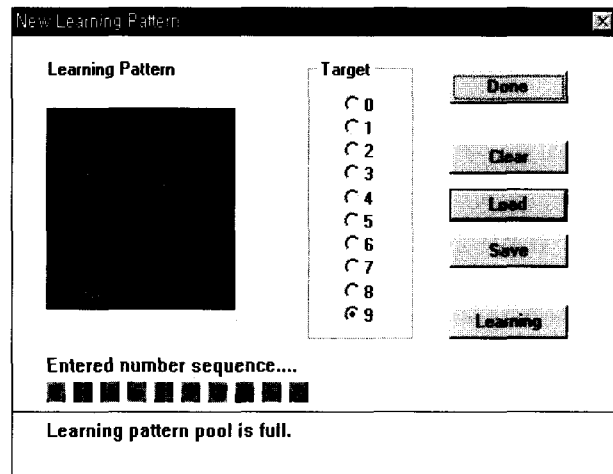 New Learning Pattern
Learning Pattern
Target
0
1
2
3
4
5
6
7
8
9
Done
Clear
Load
Save
Learning
Entered number sequence....
Learning pattern pool is full.